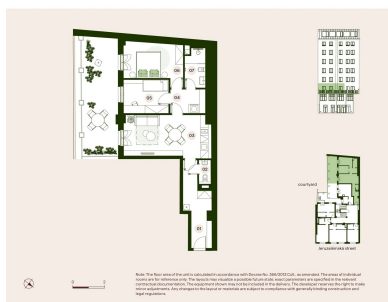 06
07
05
04
03
02
01
courtyard
Jeruzalémská street
Note: The floor area of the unit is calculated in accordance with Decree No. 366/2013 Coll., as amended. The areas of individual
rooms are for reference only. The layouts may visualise a possible future state; exact parameters are specified in the relevant
contractual documentation. The equipment shown may not be included in the delivery. The developer reserves the right to make
minor adjustments. Any changes to the layout or materials are subject to compliance with generally binding construction and
legal regulations.